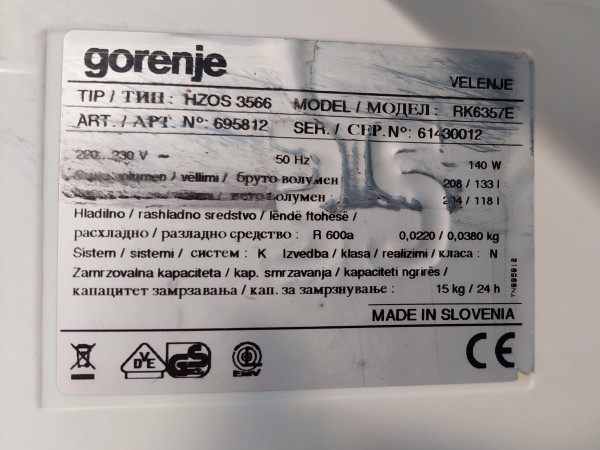 gorenje
VELENJE
TIP / ТИП : HZOS 3566 MODEL / МОДЕЛ : RK6357E
ART. / АРТ. Nº: 695812 SER. / СЕР. Nº: 61430012
220...230 V ~ 50 Hz 140 W
/ vëllimi / бруто волумен 208 / 133 l
волумен : / 118 l
Hladilno / rashladno sredstvo / lëndë ftohësë /
расхладно / разладно средство : R 600a 0,0220 / 0,0380 kg
Sistem / sistemi / систем : K Izvedba / klasa / realizimi / класа : N
Zamrzovalna kapaciteta / kap. smrzavanja / kapaciteti ngrirës /
капацитет замрзавања / кап. за замрзнување : 15 kg / 24 h
MADE IN SLOVENIA
VDE GS CE